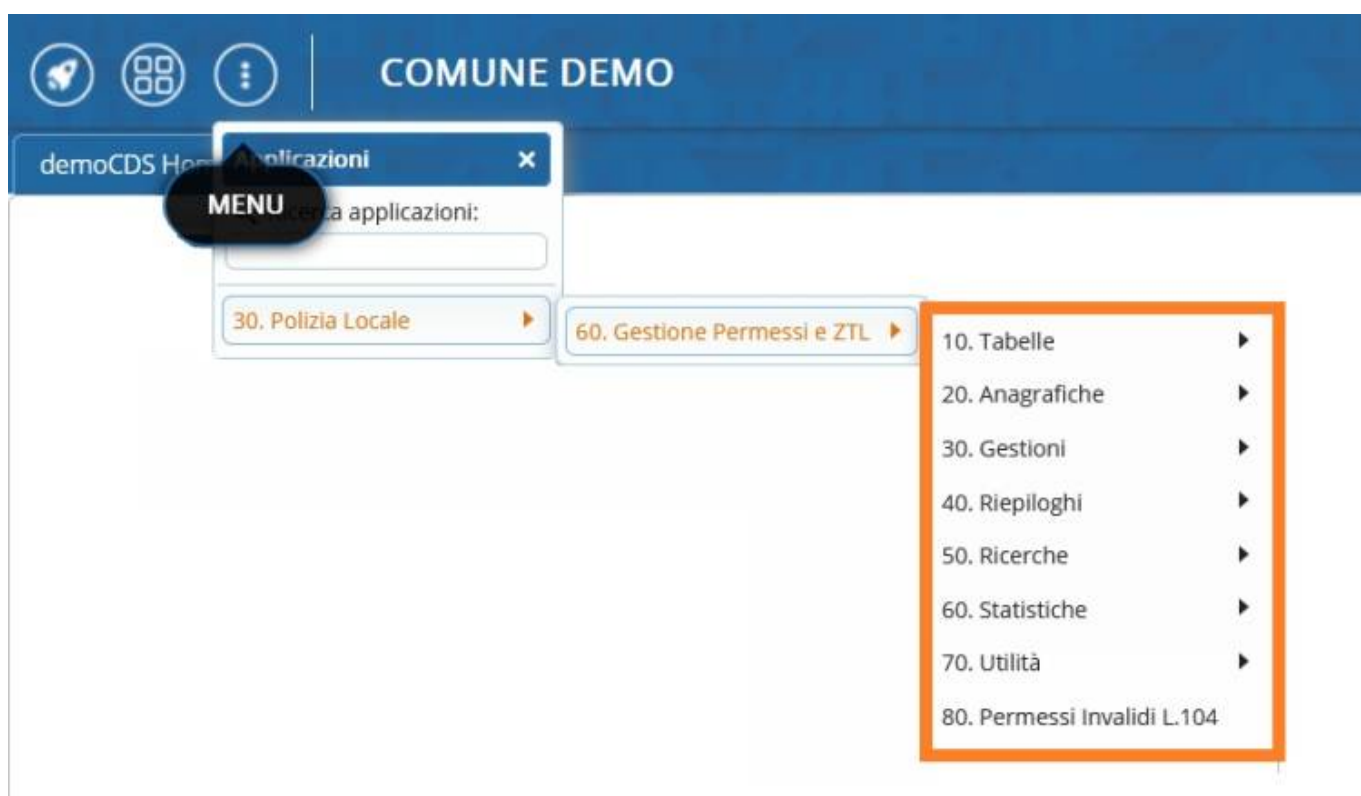 COMUNE DEMO
demoCDS
Applicazioni
MENU
applicazioni:
30. Polizia Locale
60. Gestione Permessi e ZTL
10. Tabelle
20. Anagrafiche
30. Gestioni
40. Riepiloghi
50. Ricerche
60. Statistiche
70. Utilità
80. Permessi Invalidi L.104